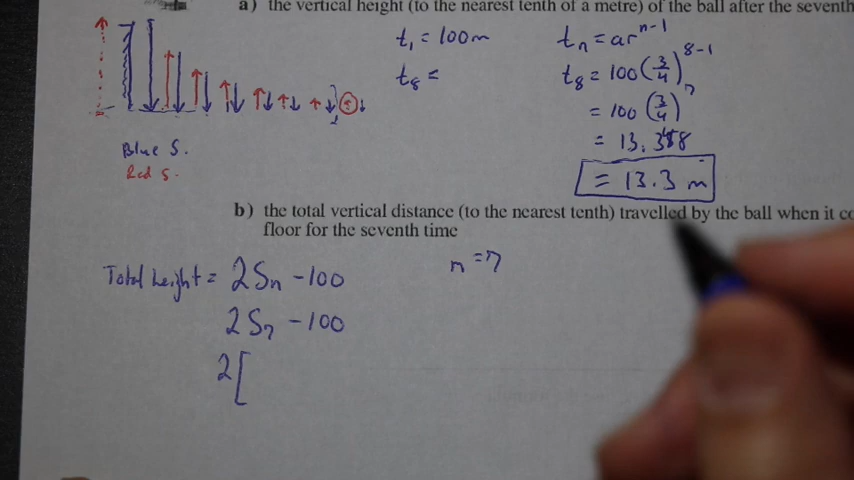 a) the vertical height (to the nearest tenth of a metre) of the ball after the seventh
t₁ = 100m
tₙ = arⁿ⁻¹
t₈ =
t₈ = 100(3/4)⁸⁻¹
= 100(3/4)⁷
Blue S.
Red S.
= 13.3 m
b) the total vertical distance (to the nearest tenth) travelled by the ball when it co
floor for the seventh time
Total height = 2Sₙ - 100
n = 7
2S₇ - 100
2[